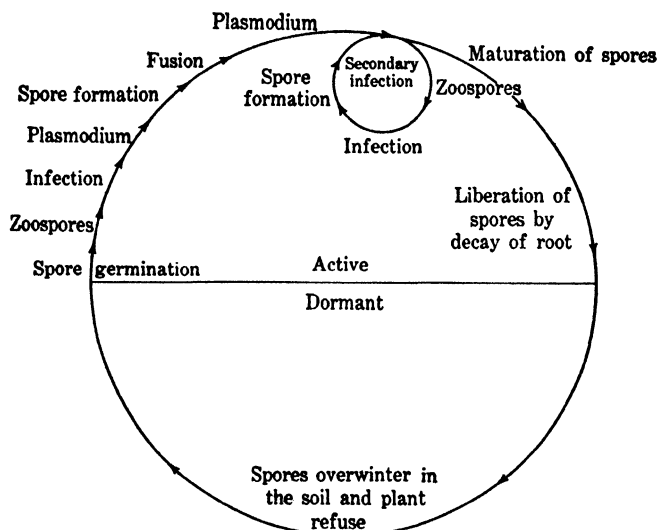 Plasmodium
Fusion
Spore formation
Plasmodium
Infection
Zoospores
Spore germination
Secondary
infection
Spore
formation
Zoospores
Infection
Maturation of spores
Liberation of
spores by
decay of root
Active
Dormant
Spores overwinter in
the soil and plant
refuse